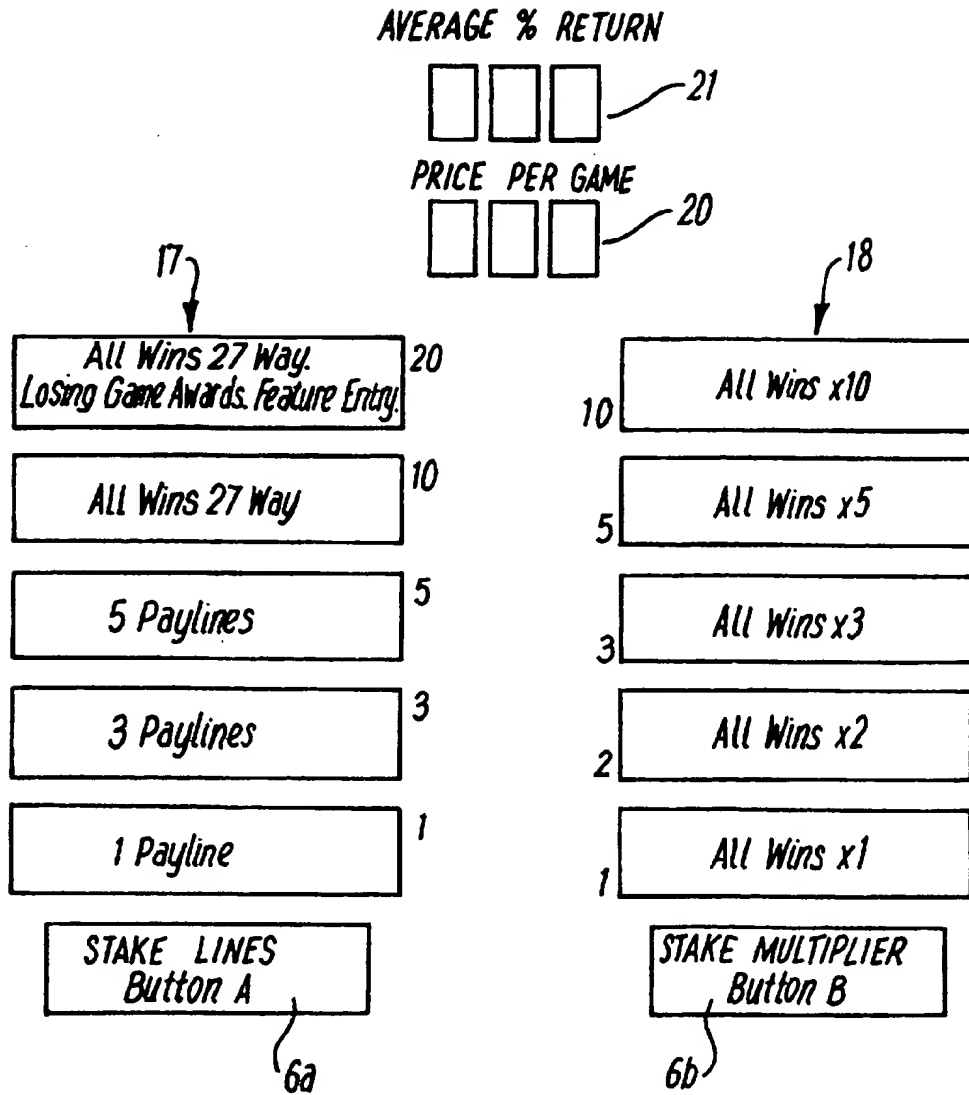 AVERAGE % RETURN
21
PRICE PER GAME
20
17
18
All Wins 27 Way.
Losing Game Awards. Feature Entry.
20
All Wins x10
10
All Wins 27 Way
10
All Wins x5
5
5 Paylines
5
All Wins x3
3
3 Paylines
3
All Wins x2
2
1 Payline
1
All Wins x1
1
STAKE LINES
Button A
STAKE MULTIPLIER
Button B
6a
6b